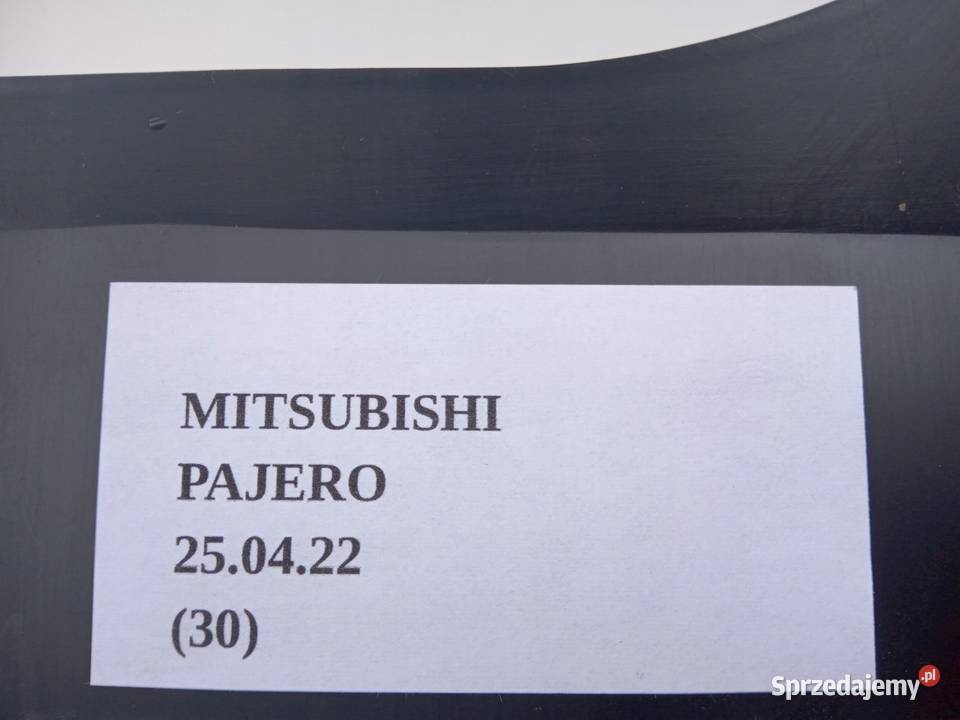 MITSUBISHI
PAJERO
25.04.22
(30)
Sprzedajemy.pl